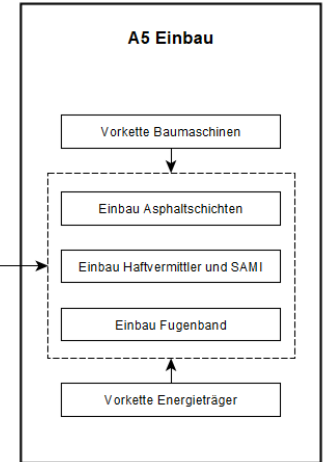 A5 Einbau
Vorkette Baumaschinen
Einbau Asphaltschichten
Einbau Haftvermittler und SAMI
Einbau Fugenband
Vorkette Energieträger